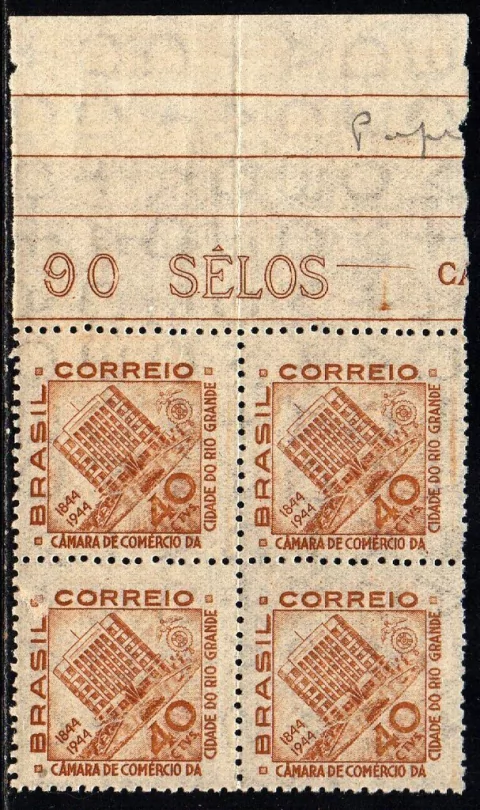 90 SÊLOS
CORREIO
BRASIL
1844
1944
40
CTVS.
CIDADE DO RIO GRANDE
CÂMARA DE COMÉRCIO DA
CORREIO
BRASIL
1844
1944
40
CTVS.
CIDADE DO RIO GRANDE
CÂMARA DE COMÉRCIO DA
CORREIO
BRASIL
1844
1944
40
CTVS.
CIDADE DO RIO GRANDE
CÂMARA DE COMÉRCIO DA
CORREIO
BRASIL
1844
1944
40
CTVS.
CIDADE DO RIO GRANDE
CÂMARA DE COMÉRCIO DA